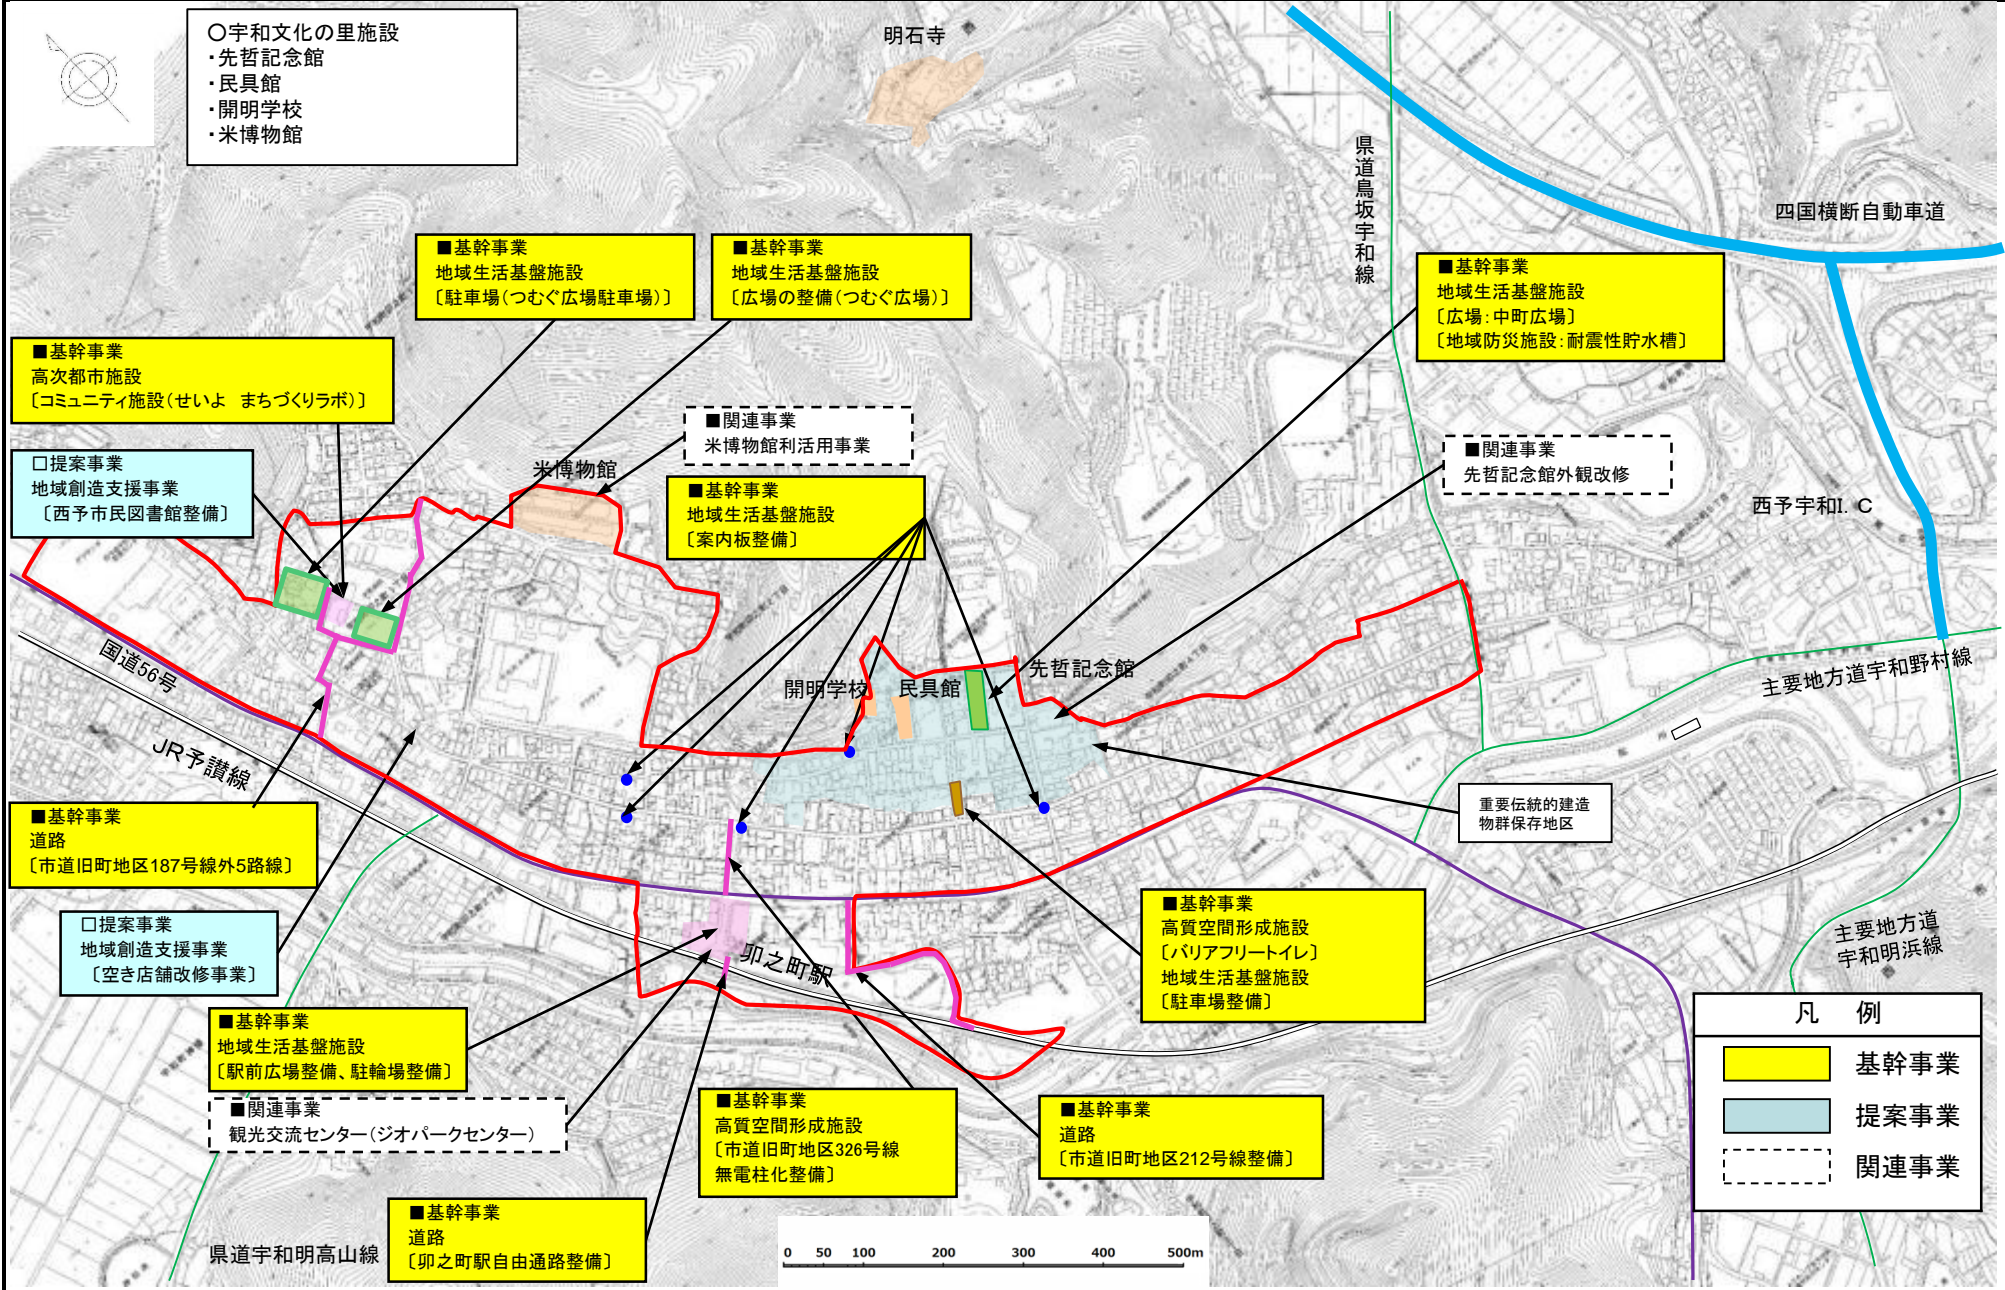 〇宇和文化の里施設
・先哲記念館
・民具館
・開明学校
・米博物館
明石寺
県道鳥坂宇和線
四国横断自動車道
■基幹事業
地域生活基盤施設
〔駐車場(つむぐ広場駐車場)〕
■基幹事業
地域生活基盤施設
〔広場の整備(つむぐ広場)〕
■基幹事業
地域生活基盤施設
〔広場:中町広場〕
〔地域防災施設:耐震性貯水槽〕
■基幹事業
高次都市施設
〔コミュニティ施設(せいよ　まちづくりラボ)〕
■関連事業
米博物館利活用事業
■関連事業
先哲記念館外観改修
□提案事業
地域創造支援事業
〔西予市民図書館整備〕
米博物館
■基幹事業
地域生活基盤施設
〔案内板整備〕
西予宇和I. C
国道56号
開明学校
民具館
先哲記念館
主要地方道宇和野村線
JR予讃線
■基幹事業
道路
〔市道旧町地区187号線外5路線〕
重要伝統的建造
物群保存地区
□提案事業
地域創造支援事業
〔空き店舗改修事業〕
卯之町駅
■基幹事業
高質空間形成施設
〔バリアフリートイレ〕
地域生活基盤施設
〔駐車場整備〕
主要地方道
宇和明浜線
■基幹事業
地域生活基盤施設
〔駅前広場整備、駐輪場整備〕
■関連事業
観光交流センター(ジオパークセンター)
■基幹事業
高質空間形成施設
〔市道旧町地区326号線
無電柱化整備〕
■基幹事業
道路
〔市道旧町地区212号線整備〕
県道宇和明高山線
■基幹事業
道路
〔卯之町駅自由通路整備〕
0 50 100 200 300 400 500m
凡　例
基幹事業
提案事業
関連事業